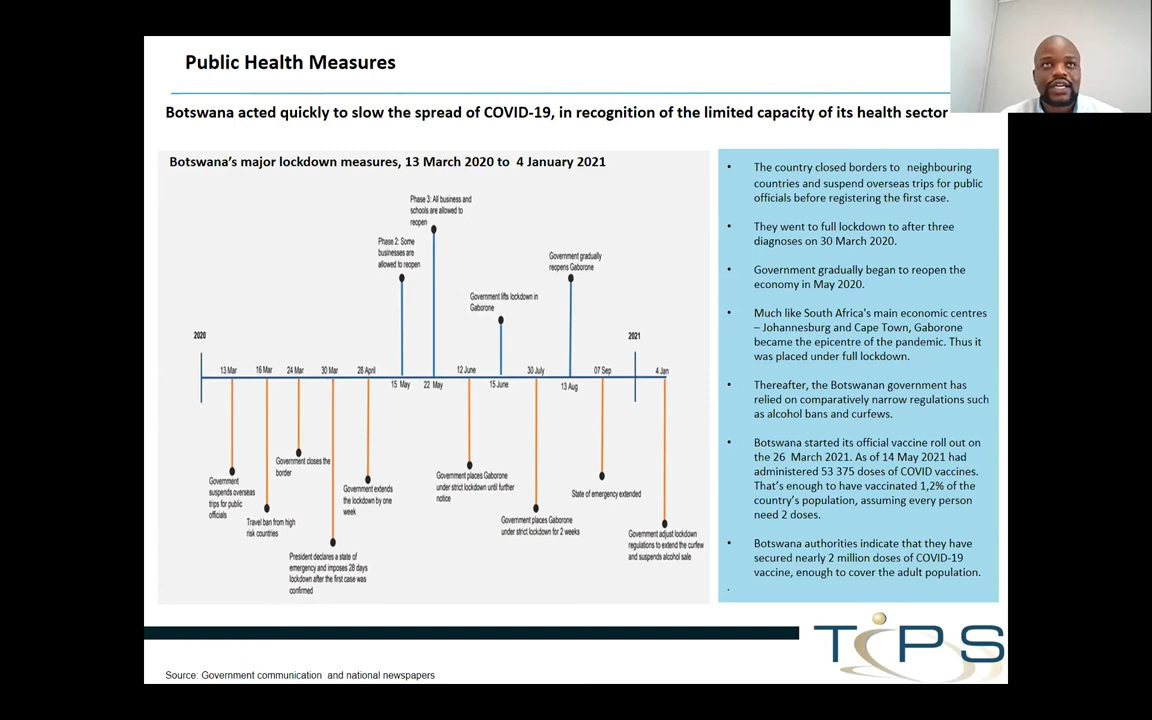 Public Health Measures
Botswana acted quickly to slow the spread of COVID-19, in recognition of the limited capacity of its health sector
Botswana's major lockdown measures, 13 March 2020 to 4 January 2021
Phase 3: All business and
schools are allowed to
reopen
Phase 2: Some
businesses are
allowed to reopen
Government gradually
reopens Gaborone
Government lifts lockdown in
Gaborone
2020
2021
13 Mar
16 Mar
24 Mar
30 Mar
28 April
15 May
22 May
12 June
15 June
30 July
13 Aug
07 Sep
4 Jan
Government
suspends overseas
trips for public
officials
Travel ban from high
risk countries
Government closes the
border
President declares a state of
emergency and imposes 28 days
lockdown after the first case was
confirmed
Government extends
the lockdown by one
week
Government places Gaborone
under strict lockdown until further
notice
Government places Gaborone
under strict lockdown for 2 weeks
State of emergency extended
Government adjust lockdown
regulations to extend the curfew
and suspends alcohol sale
• The country closed borders to neighbouring
countries and suspend overseas trips for public
officials before registering the first case.
• They went to full lockdown to after three
diagnoses on 30 March 2020.
• Government gradually began to reopen the
economy in May 2020.
• Much like South Africa's main economic centres
– Johannesburg and Cape Town, Gaborone
became the epicentre of the pandemic. Thus it
was placed under full lockdown.
• Thereafter, the Botswanan government has
relied on comparatively narrow regulations such
as alcohol bans and curfews.
• Botswana started its official vaccine roll out on
the 26 March 2021. As of 14 May 2021 had
administered 53 375 doses of COVID vaccines.
That's enough to have vaccinated 1,2% of the
country's population, assuming every person
need 2 doses.
• Botswana authorities indicate that they have
secured nearly 2 million doses of COVID-19
vaccine, enough to cover the adult population.
.
TiPS
Source: Government communication and national newspapers